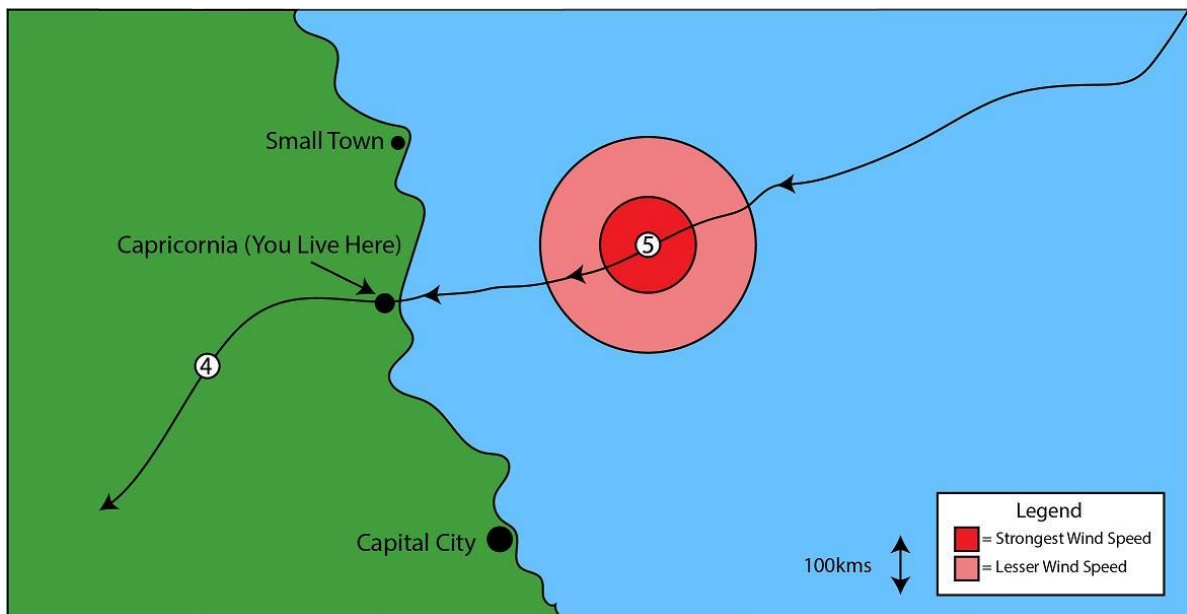 Small Town
Capricornia (You Live Here)
5
4
Capital City
100kms
Legend
= Strongest Wind Speed
= Lesser Wind Speed